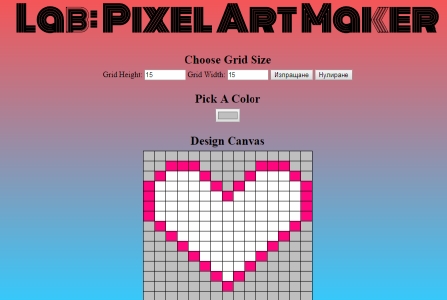 Lab: Pixel Art Maker
Choose Grid Size
Grid Height: 15 Grid Width: 15 Изпращане Нулиране
Pick A Color
Design Canvas